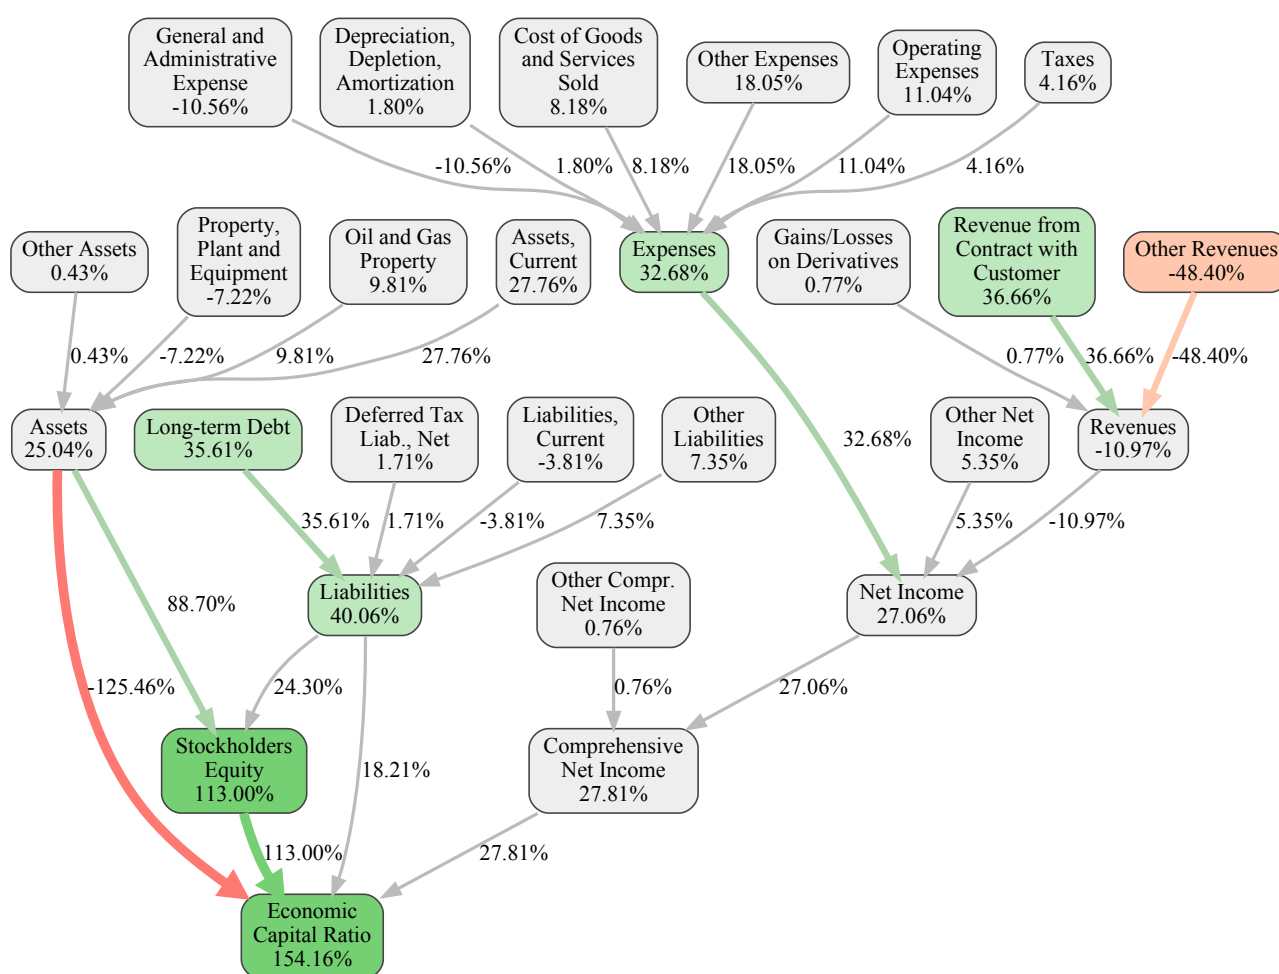 General and
Administrative
Expense
-10.56%
Depreciation,
Depletion,
Amortization
1.80%
Cost of Goods
and Services
Sold
8.18%
Other Expenses
18.05%
Operating
Expenses
11.04%
Taxes
4.16%
-10.56%
1.80%
8.18%
18.05%
11.04%
4.16%
Other Assets
0.43%
Property,
Plant and
Equipment
-7.22%
Oil and Gas
Property
9.81%
Assets,
Current
27.76%
Expenses
32.68%
Gains/Losses
on Derivatives
0.77%
Revenue from
Contract with
Customer
36.66%
Other Revenues
-48.40%
0.43%
-7.22%
9.81%
27.76%
0.77%
36.66%
-48.40%
Assets
25.04%
Long-term Debt
35.61%
Deferred Tax
Liab., Net
1.71%
Liabilities,
Current
-3.81%
Other
Liabilities
7.35%
32.68%
Other Net
Income
5.35%
Revenues
-10.97%
35.61%
1.71%
-3.81%
7.35%
5.35%
-10.97%
88.70%
Liabilities
40.06%
Other Compr.
Net Income
0.76%
Net Income
27.06%
-125.46%
24.30%
0.76%
27.06%
Stockholders
Equity
113.00%
18.21%
Comprehensive
Net Income
27.81%
113.00%
27.81%
Economic
Capital Ratio
154.16%